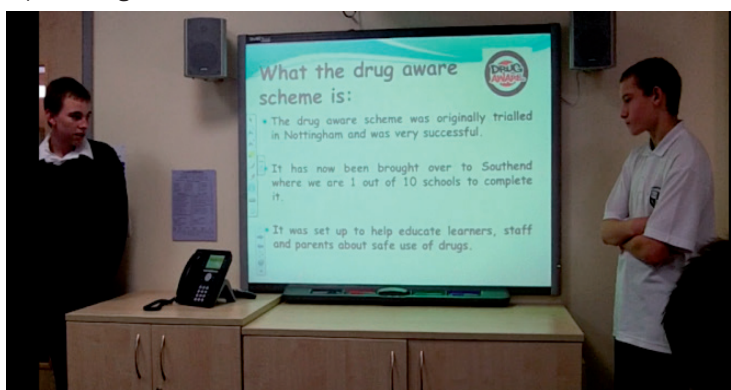 What the drug aware
scheme is:
DRUG
AWARE
• The drug aware scheme was originally trialled
in Nottingham and was very successful.
• It has now been brought over to Southend
where we are 1 out of 10 schools to complete
it.
• It was set up to help educate learners, staff
and parents about safe use of drugs.